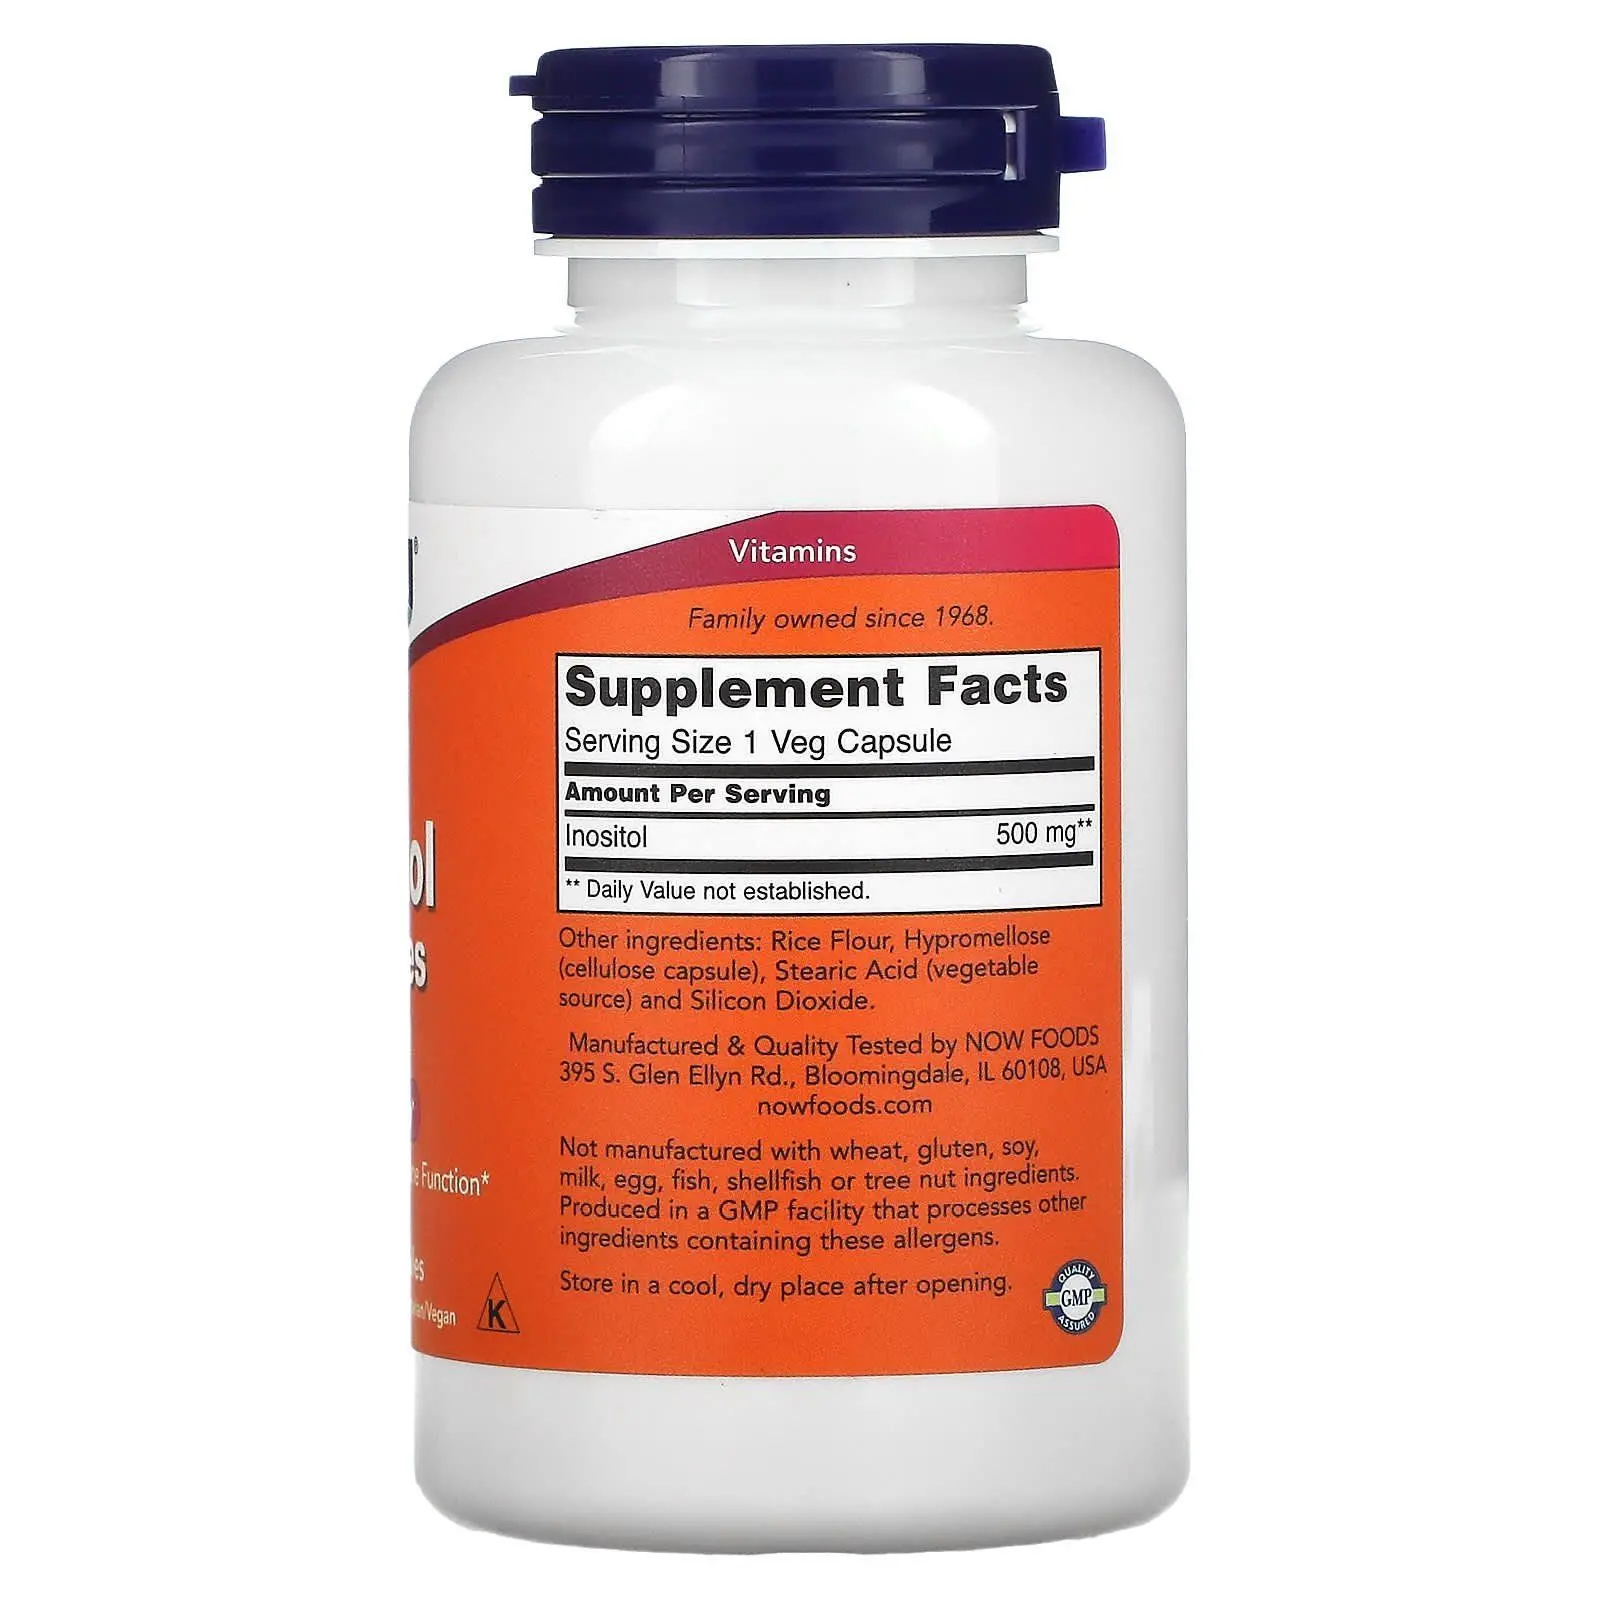 Vitamins
Family owned since 1968.
Supplement Facts
Serving Size 1 Veg Capsule
Amount Per Serving
Inositol 500 mg**
** Daily Value not established.
Other ingredients: Rice Flour, Hypromellose
(cellulose capsule), Stearic Acid (vegetable
source) and Silicon Dioxide.
Manufactured & Quality Tested by NOW FOODS
395 S. Glen Ellyn Rd., Bloomingdale, IL 60108, USA
nowfoods.com
Not manufactured with wheat, gluten, soy,
milk, egg, fish, shellfish or tree nut ingredients.
Produced in a GMP facility that processes other
ingredients containing these allergens.
Store in a cool, dry place after opening.
QUALITY
GMP
ASSURED
®
ol
es
Function*
/Vegan
K